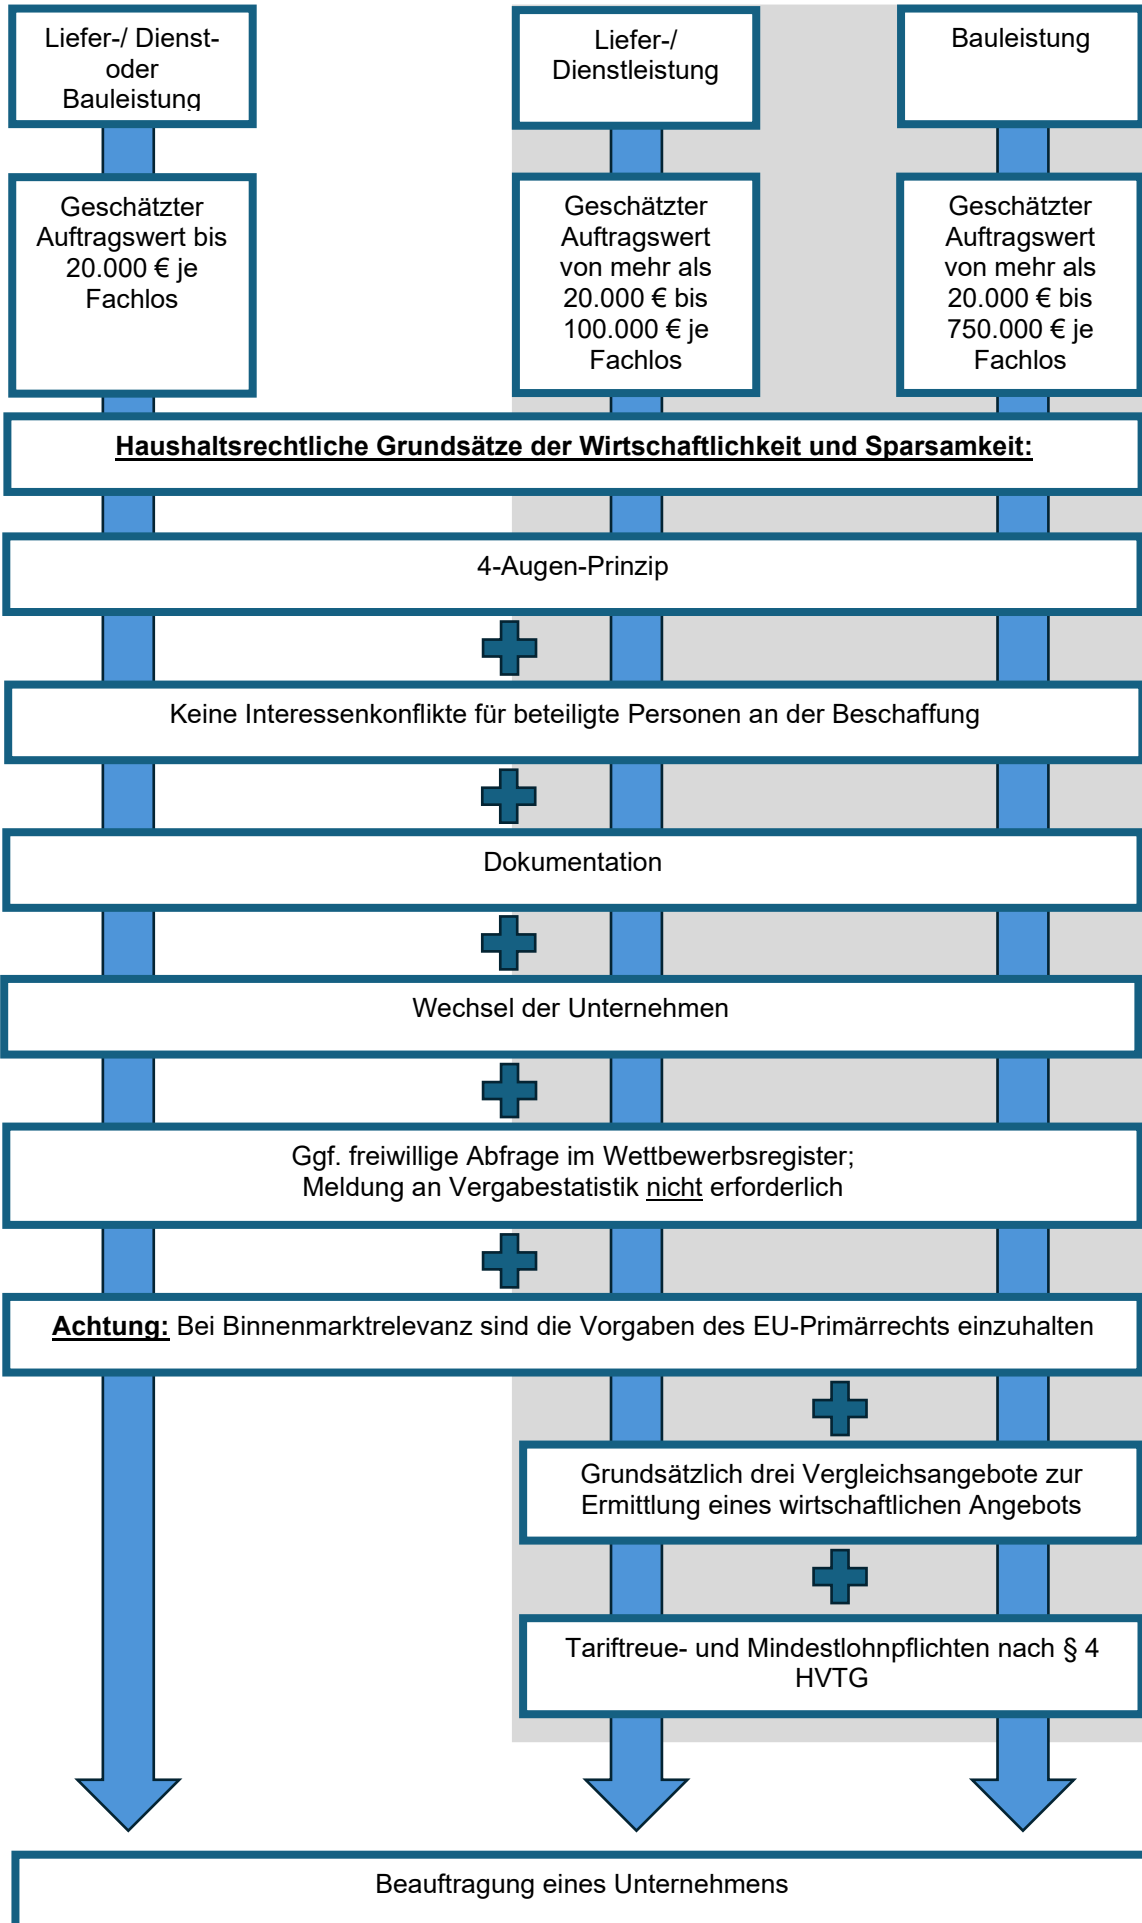 Liefer-/ Dienst-
oder
Bauleistung
Liefer-/
Dienstleistung
Bauleistung
Geschätzter
Auftragswert bis
20.000 € je
Fachlos
Geschätzter
Auftragswert
von mehr als
20.000 € bis
100.000 € je
Fachlos
Geschätzter
Auftragswert
von mehr als
20.000 € bis
750.000 € je
Fachlos
Haushaltsrechtliche Grundsätze der Wirtschaftlichkeit und Sparsamkeit:
4-Augen-Prinzip
Keine Interessenkonflikte für beteiligte Personen an der Beschaffung
Dokumentation
Wechsel der Unternehmen
Ggf. freiwillige Abfrage im Wettbewerbsregister;
Meldung an Vergabestatistik nicht erforderlich
Achtung: Bei Binnenmarktrelevanz sind die Vorgaben des EU-Primärrechts einzuhalten
Grundsätzlich drei Vergleichsangebote zur
Ermittlung eines wirtschaftlichen Angebots
Tariftreue- und Mindestlohnpflichten nach § 4
HVTG
Beauftragung eines Unternehmens